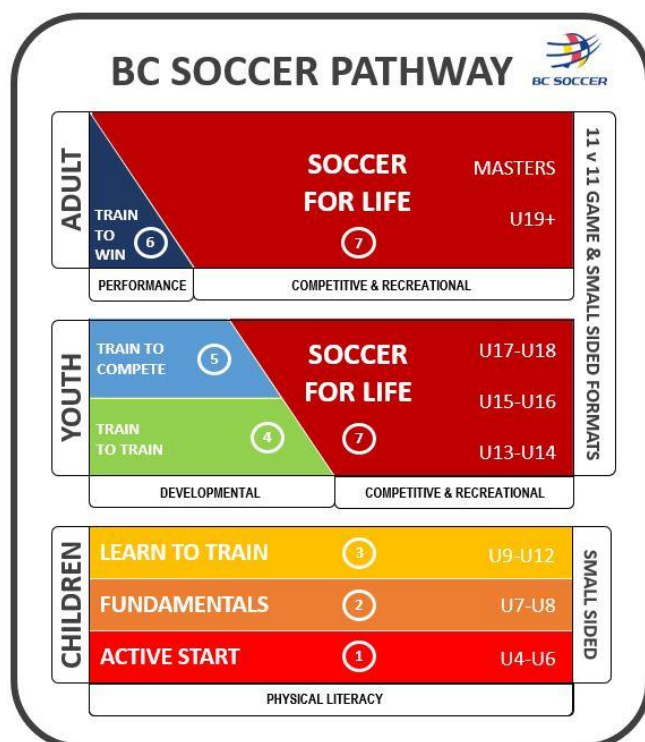 BC SOCCER PATHWAY
BC SOCCER
ADULT
TRAIN
TO
WIN
6
SOCCER
FOR LIFE
7
MASTERS
U19+
PERFORMANCE
COMPETITIVE & RECREATIONAL
11 v 11 GAME & SMALL SIDED FORMATS
YOUTH
TRAIN TO
COMPETE
5
TRAIN
TO TRAIN
4
SOCCER
FOR LIFE
7
U17-U18
U15-U16
U13-U14
DEVELOPMENTAL
COMPETITIVE & RECREATIONAL
CHILDREN
LEARN TO TRAIN 3 U9-U12
FUNDAMENTALS 2 U7-U8
ACTIVE START 1 U4-U6
SMALL SIDED
PHYSICAL LITERACY